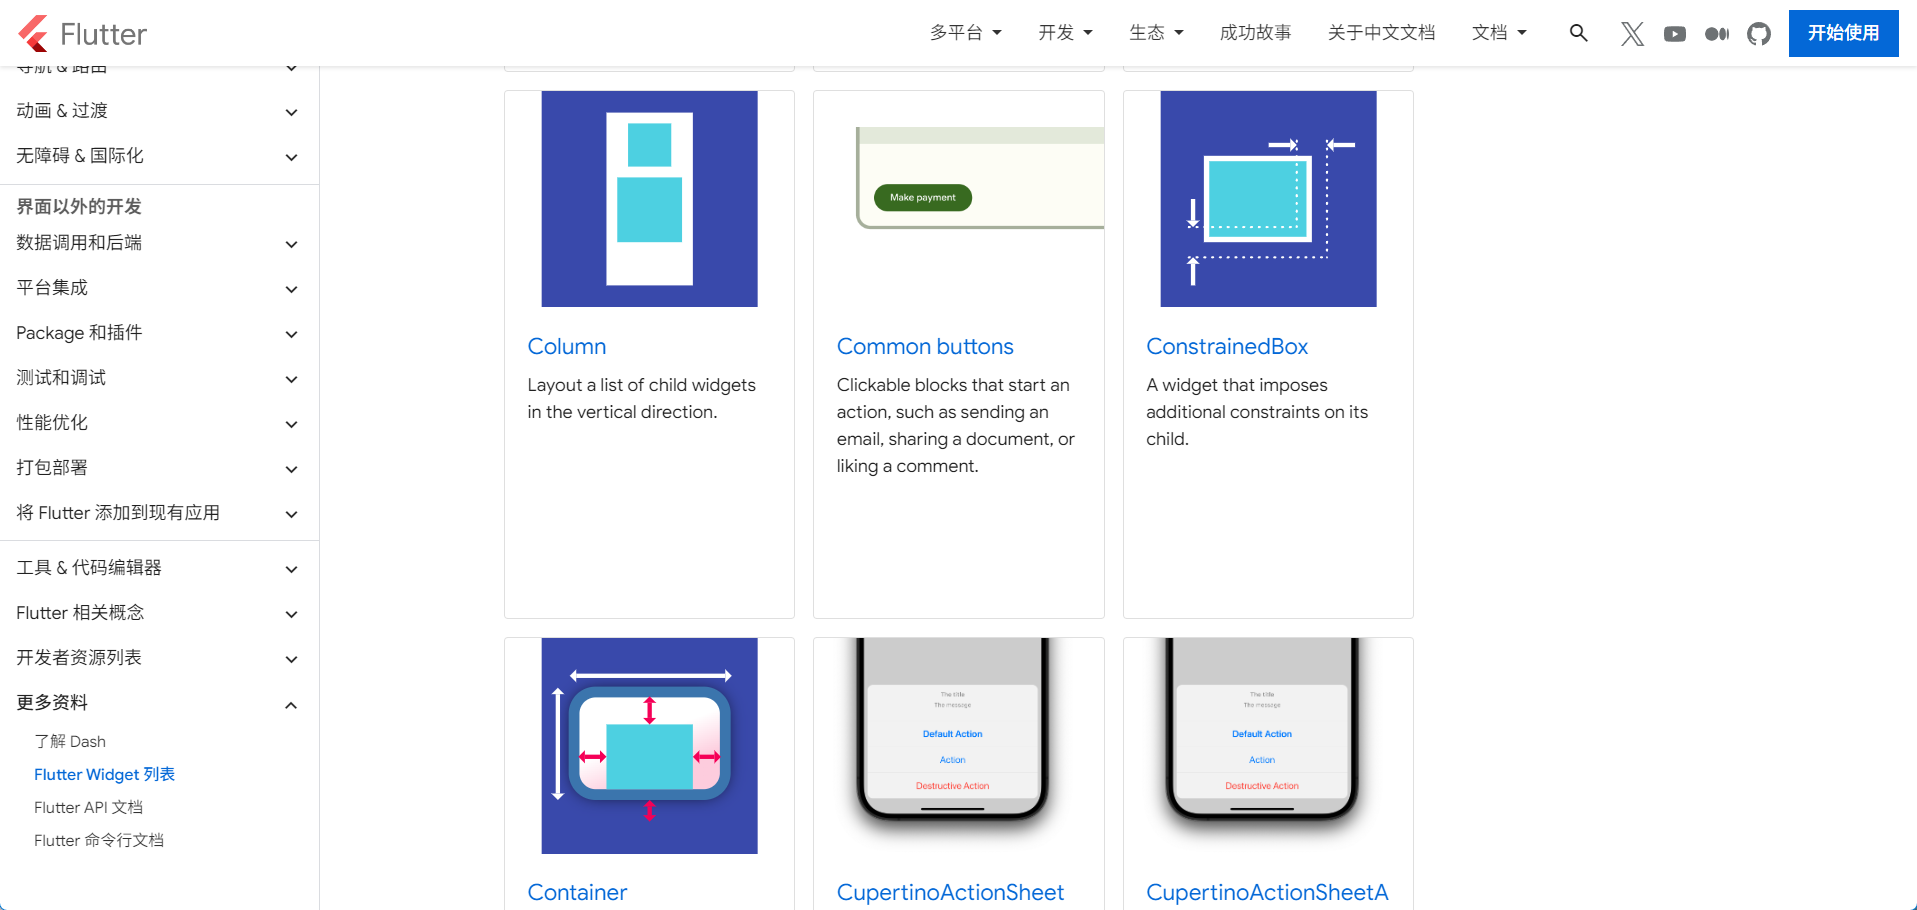 Flutter
多平台
开发
生态
成功故事
关于中文文档
文档
开始使用
导航 & 路由
动画 & 过渡
无障碍 & 国际化
界面以外的开发
数据调用和后端
平台集成
Package 和插件
测试和调试
性能优化
打包部署
将 Flutter 添加到现有应用
工具 & 代码编辑器
Flutter 相关概念
开发者资源列表
更多资料
了解 Dash
Flutter Widget 列表
Flutter API 文档
Flutter 命令行文档
Column
Layout a list of child widgets
in the vertical direction.
Make payment
Common buttons
Clickable blocks that start an
action, such as sending an
email, sharing a document, or
liking a comment.
ConstrainedBox
A widget that imposes
additional constraints on its
child.
Container
The title
The message
Default Action
Action
Destructive Action
CupertinoActionSheet
The title
The message
Default Action
Action
Destructive Action
CupertinoActionSheetA